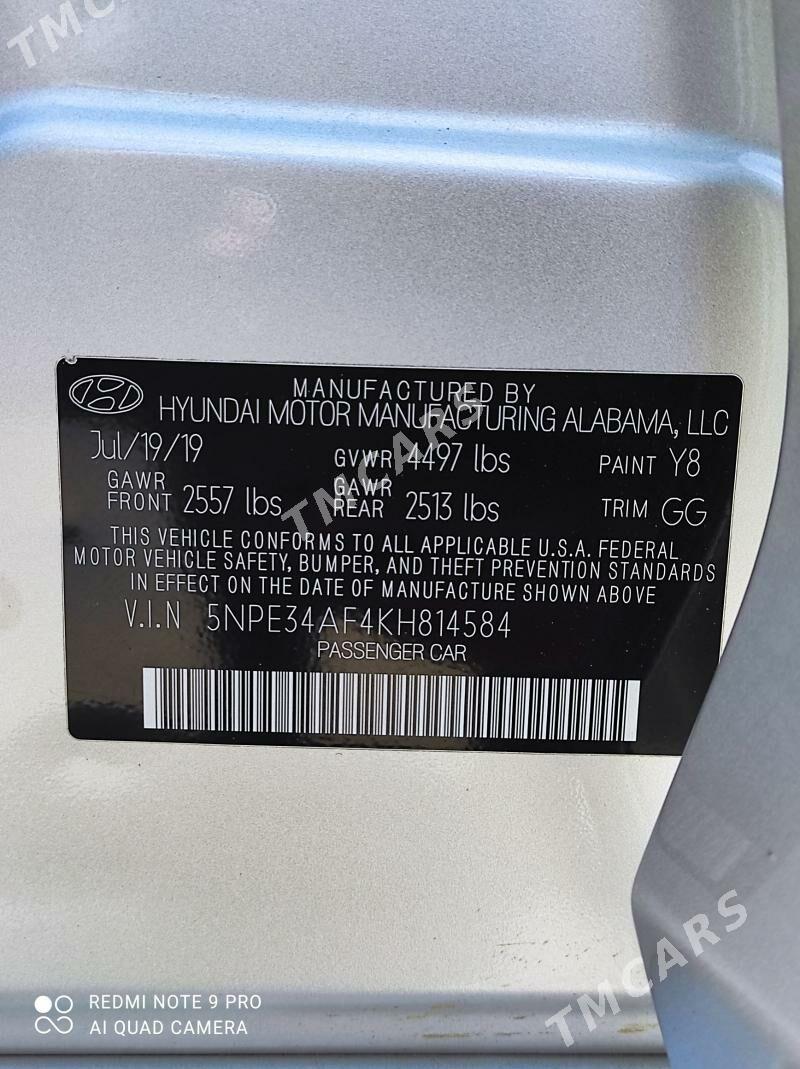 TMCARS
MANUFACTURED BY
HYUNDAI MOTOR MANUFACTURING ALABAMA, LLC
Jul/19/19 GVWR 4497 lbs PAINT Y8
GAWR FRONT 2557 lbs GAWR REAR 2513 lbs TRIM GG
TMCARS
THIS VEHICLE CONFORMS TO ALL APPLICABLE U.S.A. FEDERAL
MOTOR VEHICLE SAFETY, BUMPER, AND THEFT PREVENTION STANDARDS
IN EFFECT ON THE DATE OF MANUFACTURE SHOWN ABOVE
V.I.N 5NPE34AF4KH814584
PASSENGER CAR
TMCARS
REDMI NOTE 9 PRO
AI QUAD CAMERA